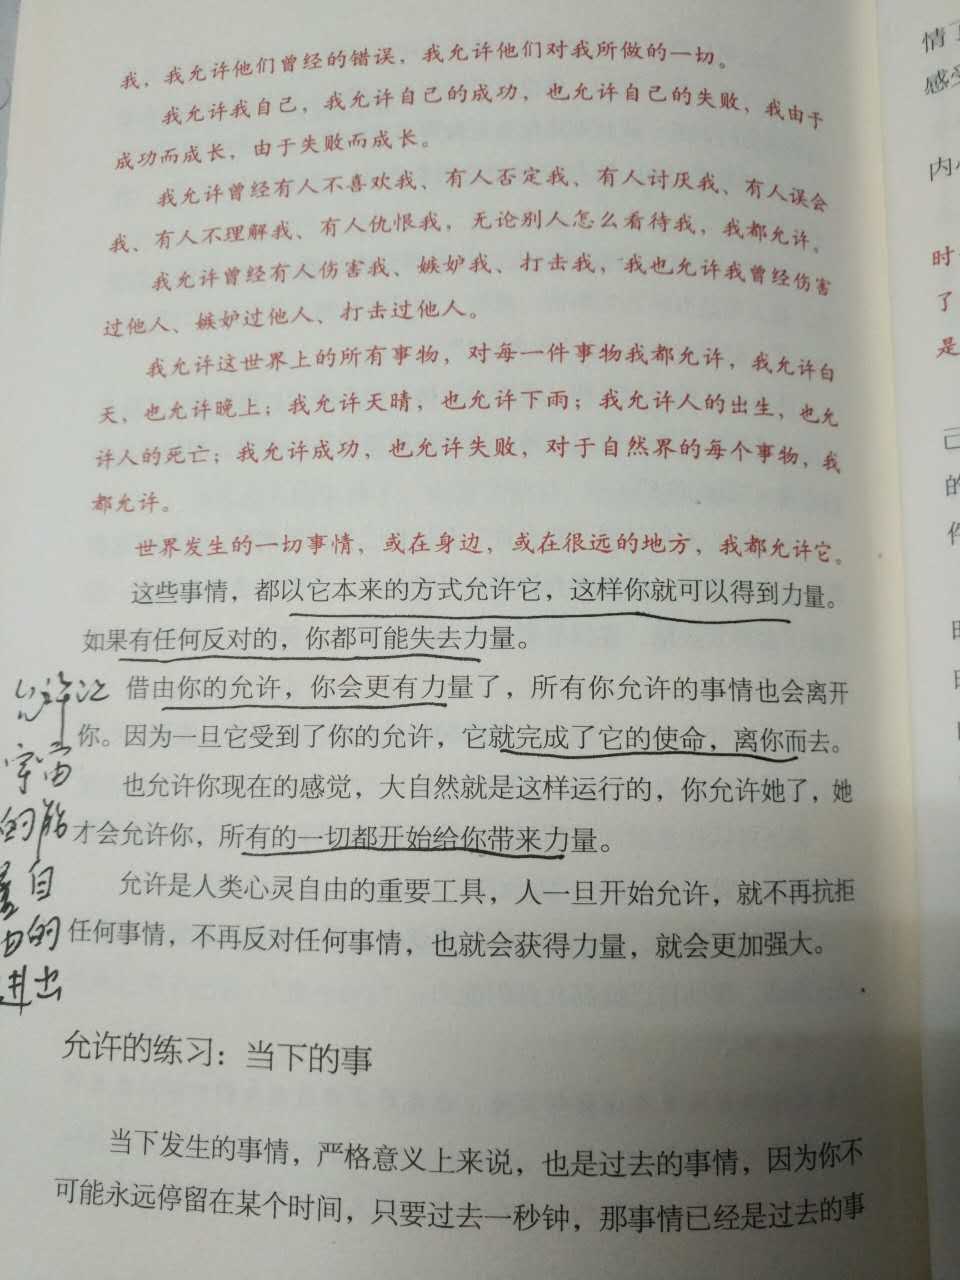 我，我允许他们曾经的错误，我允许他们对我所做的一切。
我允许我自己，我允许自己的成功，也允许自己的失败，我由于
成功而成长，由于失败而成长。
我允许曾经有人不喜欢我、有人否定我、有人讨厌我、有人误会
我、有人不理解我、有人仇恨我，无论别人怎么看待我，我都允许。
我允许曾经有人伤害我、嫉妒我、打击我，我也允许我曾经伤害
过他人、嫉妒过他人、打击过他人。
我允许这世界上的所有事物，对每一件事物我都允许，我允许白
天，也允许晚上；我允许天晴，也允许下雨；我允许人的出生，也允
许人的死亡；我允许成功，也允许失败，对于自然界的每个事物，我
都允许。
世界发生的一切事情，或在身边，或在很远的地方，我都允许它。
这些事情，都以它本来的方式允许它，这样你就可以得到力量。
如果有任何反对的，你都可能失去力量。
借由你的允许，你会更有力量了，所有你允许的事情也会离开
你。因为一旦它受到了你的允许，它就完成了它的使命，离你而去。
也允许你现在的感觉，大自然就是这样运行的，你允许她了，她
才会允许你，所有的一切都开始给你带来力量。
允许是人类心灵自由的重要工具，人一旦开始允许，就不再抗拒
任何事情，不再反对任何事情，也就会获得力量，就会更加强大。
允许让
宇宙
的能
量自
由的
进出
允许的练习：当下的事
当下发生的事情，严格意义上来说，也是过去的事情，因为你不
可能永远停留在某个时间，只要过去一秒钟，那事情已经是过去的事
情
感受
内心
时
了
是
己
的
件